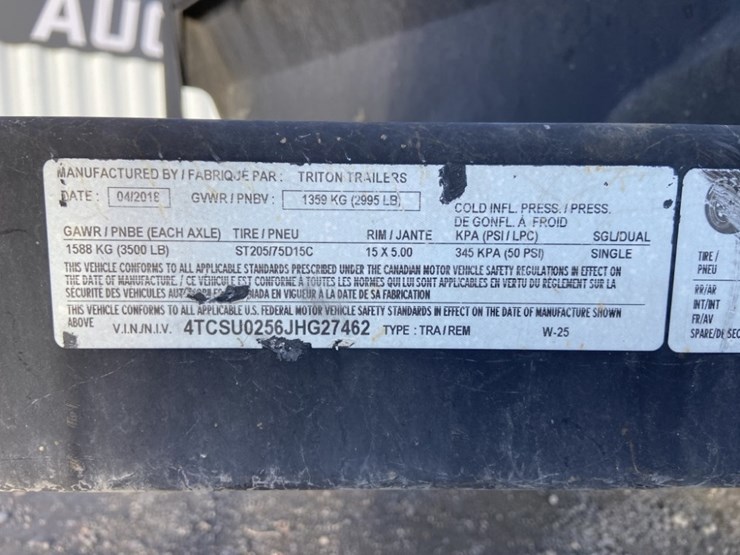 AUC
MANUFACTURED BY / FABRIQUE PAR : TRITON TRAILERS
DATE : 04/2018 GVWR / PNBV : 1359 KG (2995 LB)
COLD INFL. PRESS. / PRESS.
DE GONFL. À FROID
GAWR / PNBE (EACH AXLE) TIRE / PNEU RIM / JANTE KPA (PSI / LPC) SGL/DUAL
1588 KG (3500 LB) ST205/75D15C 15 X 5.00 345 KPA (50 PSI) SINGLE
THIS VEHICLE CONFORMS TO ALL APPLICABLE STANDARDS PRESCRIBED UNDER THE CANADIAN MOTOR VEHICLE SAFETY REGULATIONS IN EFFECT ON
THE DATE OF MANUFACTURE. / CE VÉHICULE EST CONFORME À TOUTES LES NORMES QUI LUI SONT APPLICABLES EN VERTU DU RÈGLEMENT SUR LA
SÉCURITE DES VÉHICULES EN VIGUEUR À LA DATE DE SA FABRICATION
THIS VEHICLE CONFORMS TO ALL APPLICABLE U.S. FEDERAL MOTOR VEHICLE SAFETY STANDARDS IN EFFECT ON THE DATE OF MANUFACTURE SHOWN
ABOVE V.I.N./N.I.V. 4TCSU0256JHG27462 TYPE : TRA / REM W-25
TIRE /
PNEU
RR/AR
INT/INT
FR/AV
SPARE/DE SEC